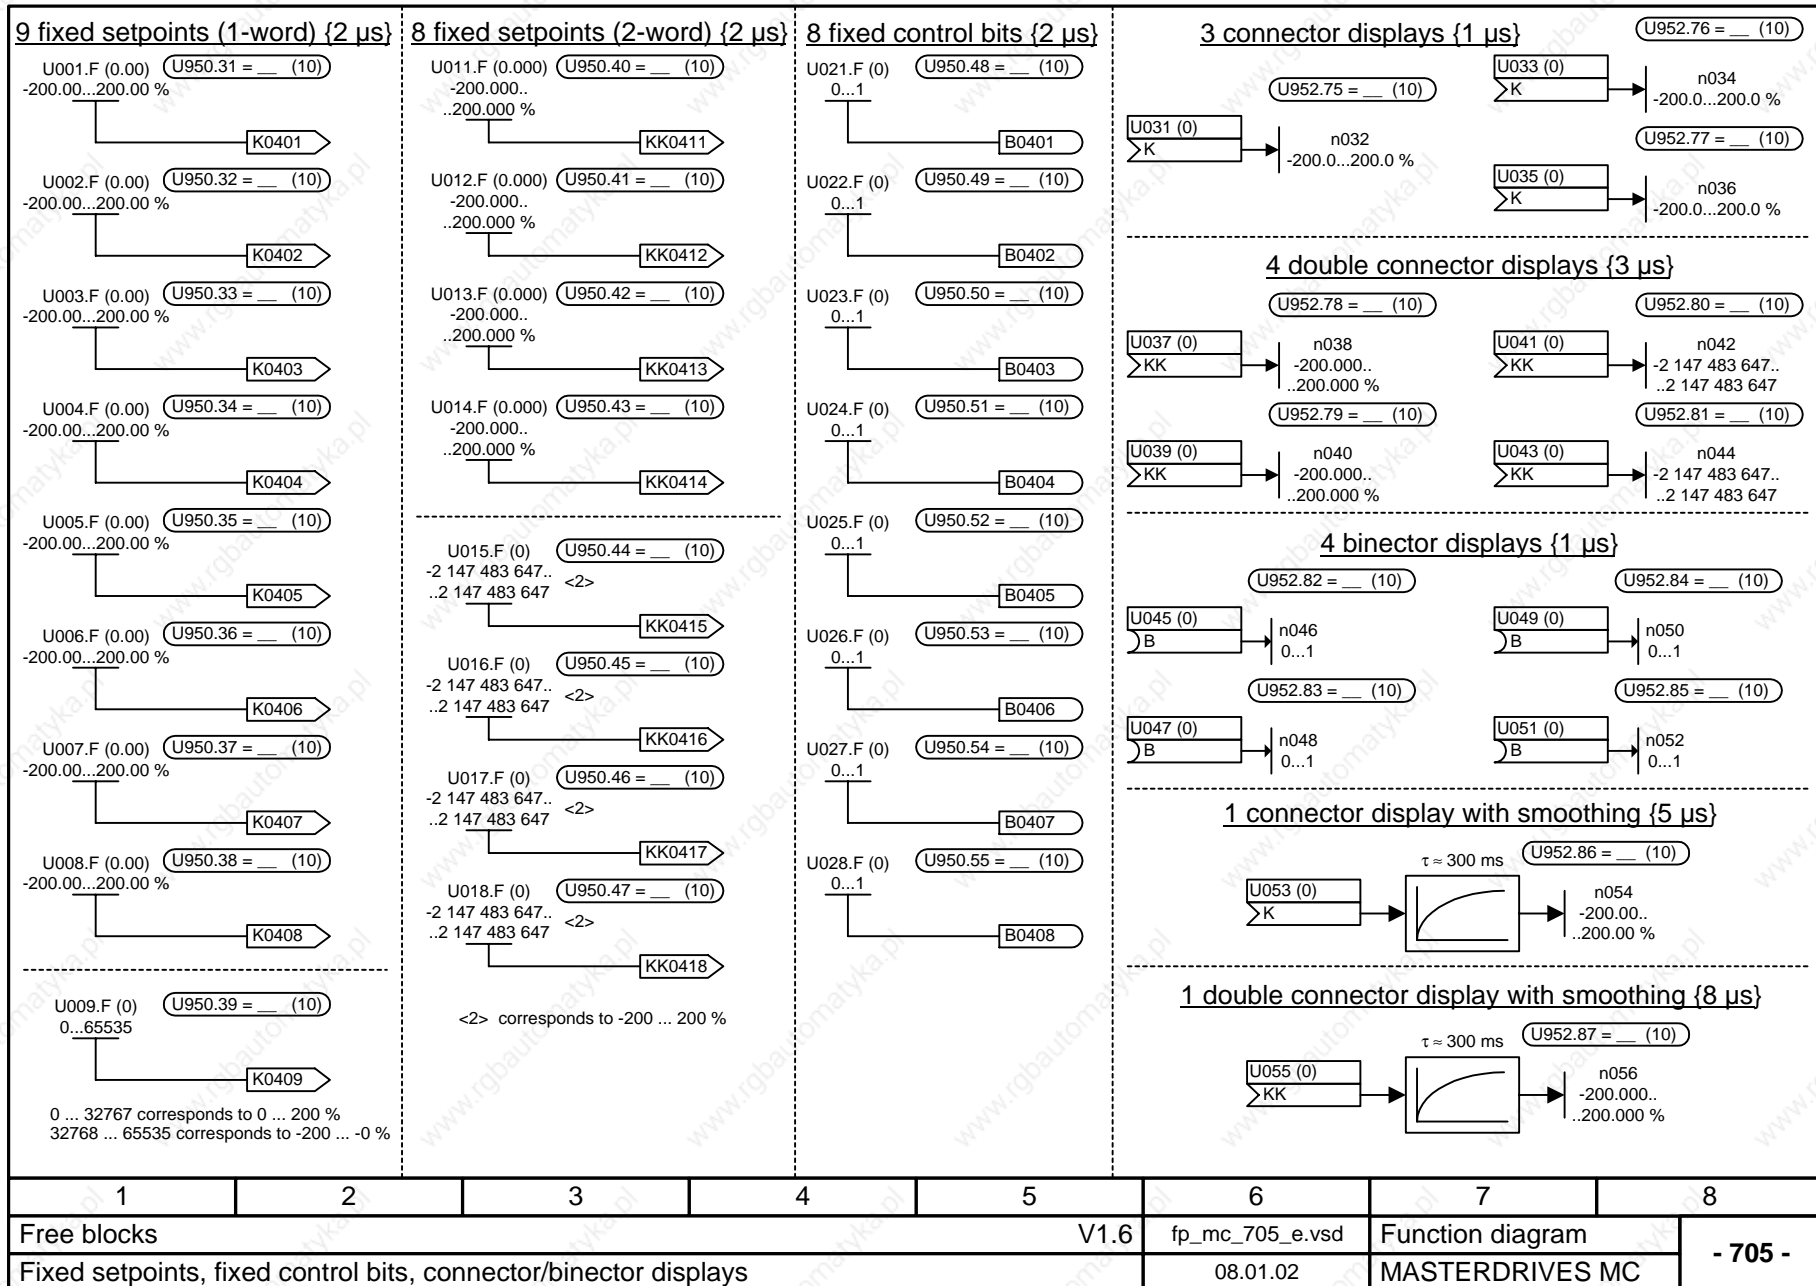 9 fixed setpoints (1-word) {2 µs}
U001.F (0.00)
U950.31 = __ (10)
-200.00...200.00 %
K0401
U002.F (0.00)
U950.32 = __ (10)
-200.00...200.00 %
K0402
U003.F (0.00)
U950.33 = __ (10)
-200.00...200.00 %
K0403
U004.F (0.00)
U950.34 = __ (10)
-200.00...200.00 %
K0404
U005.F (0.00)
U950.35 = __ (10)
-200.00...200.00 %
K0405
U006.F (0.00)
U950.36 = __ (10)
-200.00...200.00 %
K0406
U007.F (0.00)
U950.37 = __ (10)
-200.00...200.00 %
K0407
U008.F (0.00)
U950.38 = __ (10)
-200.00...200.00 %
K0408
U009.F (0)
U950.39 = __ (10)
0...65535
K0409
0 ... 32767 corresponds to 0 ... 200 %
32768 ... 65535 corresponds to -200 ... -0 %
8 fixed setpoints (2-word) {2 µs}
U011.F (0.000)
U950.40 = __ (10)
-200.000..
..200.000 %
KK0411
U012.F (0.000)
U950.41 = __ (10)
-200.000..
..200.000 %
KK0412
U013.F (0.000)
U950.42 = __ (10)
-200.000..
..200.000 %
KK0413
U014.F (0.000)
U950.43 = __ (10)
-200.000..
..200.000 %
KK0414
U015.F (0)
U950.44 = __ (10)
-2 147 483 647..
..2 147 483 647
<2>
KK0415
U016.F (0)
U950.45 = __ (10)
-2 147 483 647..
..2 147 483 647
<2>
KK0416
U017.F (0)
U950.46 = __ (10)
-2 147 483 647..
..2 147 483 647
<2>
KK0417
U018.F (0)
U950.47 = __ (10)
-2 147 483 647..
..2 147 483 647
<2>
KK0418
<2> corresponds to -200 ... 200 %
8 fixed control bits {2 µs}
U021.F (0)
U950.48 = __ (10)
0...1
B0401
U022.F (0)
U950.49 = __ (10)
0...1
B0402
U023.F (0)
U950.50 = __ (10)
0...1
B0403
U024.F (0)
U950.51 = __ (10)
0...1
B0404
U025.F (0)
U950.52 = __ (10)
0...1
B0405
U026.F (0)
U950.53 = __ (10)
0...1
B0406
U027.F (0)
U950.54 = __ (10)
0...1
B0407
U028.F (0)
U950.55 = __ (10)
0...1
B0408
3 connector displays {1 µs}
U952.75 = __ (10)
U031 (0)
K
n032
-200.0...200.0 %
U952.76 = __ (10)
U033 (0)
K
n034
-200.0...200.0 %
U952.77 = __ (10)
U035 (0)
K
n036
-200.0...200.0 %
4 double connector displays {3 µs}
U952.78 = __ (10)
U037 (0)
KK
n038
-200.000..
..200.000 %
U952.80 = __ (10)
U041 (0)
KK
n042
-2 147 483 647..
..2 147 483 647
U952.79 = __ (10)
U039 (0)
KK
n040
-200.000..
..200.000 %
U952.81 = __ (10)
U043 (0)
KK
n044
-2 147 483 647..
..2 147 483 647
4 binector displays {1 µs}
U952.82 = __ (10)
U045 (0)
B
n046
0...1
U952.84 = __ (10)
U049 (0)
B
n050
0...1
U952.83 = __ (10)
U047 (0)
B
n048
0...1
U952.85 = __ (10)
U051 (0)
B
n052
0...1
1 connector display with smoothing {5 µs}
τ ≈ 300 ms
U952.86 = __ (10)
U053 (0)
K
n054
-200.00..
..200.00 %
1 double connector display with smoothing {8 µs}
τ ≈ 300 ms
U952.87 = __ (10)
U055 (0)
KK
n056
-200.000..
..200.000 %
1 2 3 4 5 6 7 8
Free blocks V1.6 fp_mc_705_e.vsd Function diagram
- 705 -
Fixed setpoints, fixed control bits, connector/binector displays 08.01.02 MASTERDRIVES MC
www.rgbautomatyka.pl